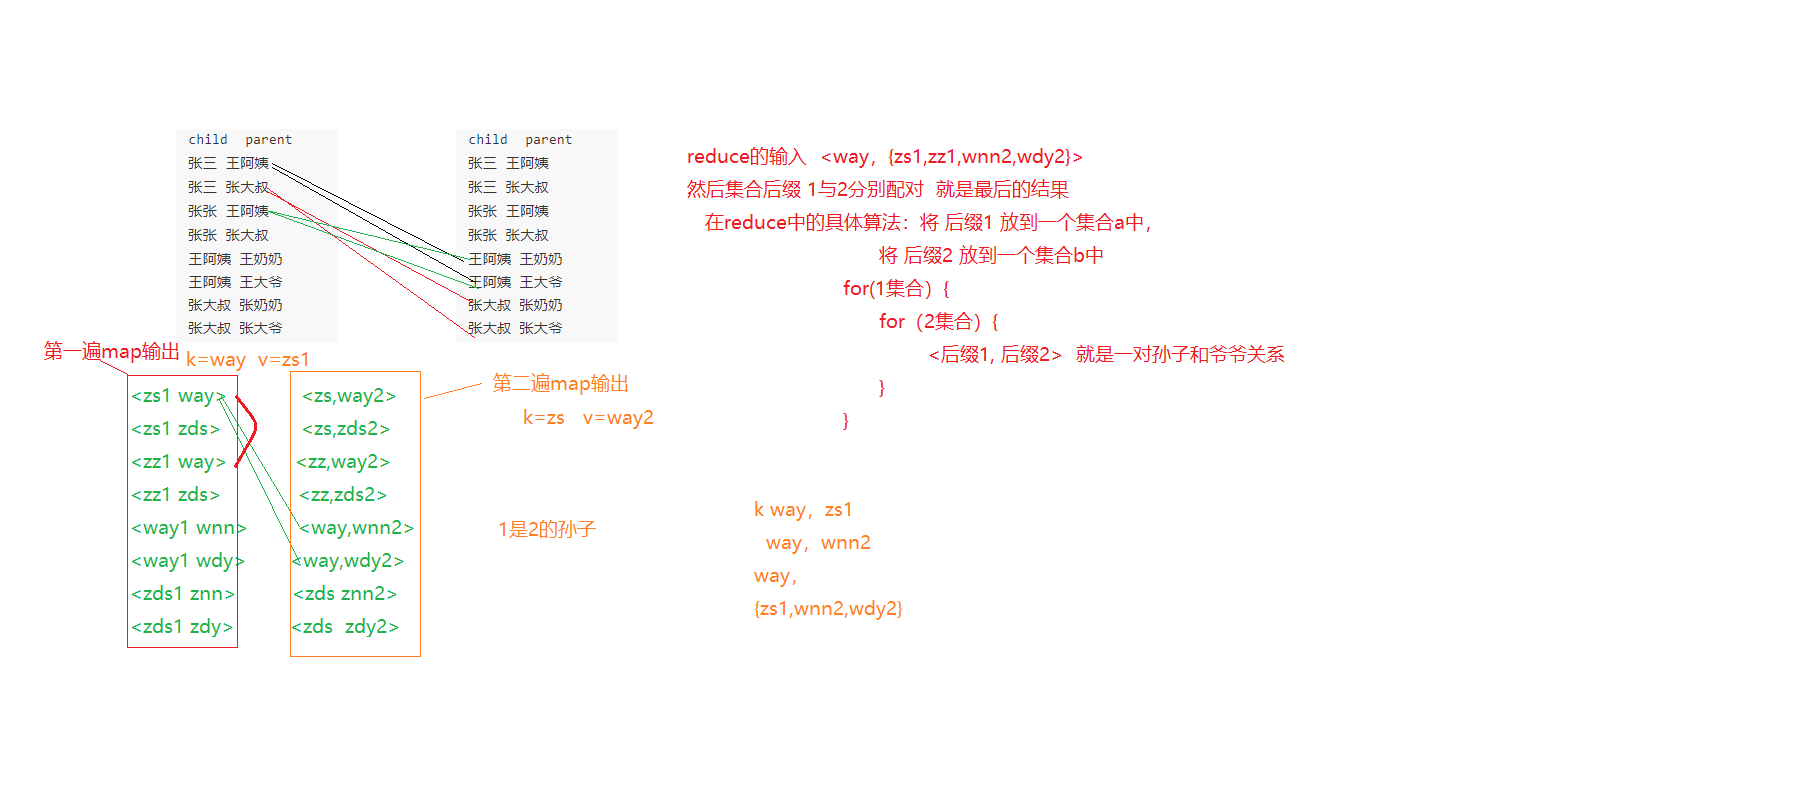 child parent
张三 王阿姨
张三 张大叔
张张 王阿姨
张张 张大叔
王阿姨 王奶奶
王阿姨 王大爷
张大叔 张奶奶
张大叔 张大爷
child parent
张三 王阿姨
张三 张大叔
张张 王阿姨
张张 张大叔
王阿姨 王奶奶
王阿姨 王大爷
张大叔 张奶奶
张大叔 张大爷
第一遍map输出
k=way v=zs1
<zs1 way>
<zs1 zds>
<zz1 way>
<zz1 zds>
<way1 wnn>
<way1 wdy>
<zds1 znn>
<zds1 zdy>
<zs,way2>
<zs,zds2>
<zz,way2>
<zz,zds2>
<way,wnn2>
<way,wdy2>
<zds znn2>
<zds zdy2>
第二遍map输出
k=zs v=way2
1是2的孙子
reduce的输入 <way，{zs1,zz1,wnn2,wdy2}>
然后集合后缀 1与2分别配对 就是最后的结果
在reduce中的具体算法：将 后缀1 放到一个集合a中，
将 后缀2 放到一个集合b中
for(1集合）{
for（2集合）{
<后缀1, 后缀2> 就是一对孙子和爷爷关系
}
}
k way，zs1
way，wnn2
way，
{zs1,wnn2,wdy2}